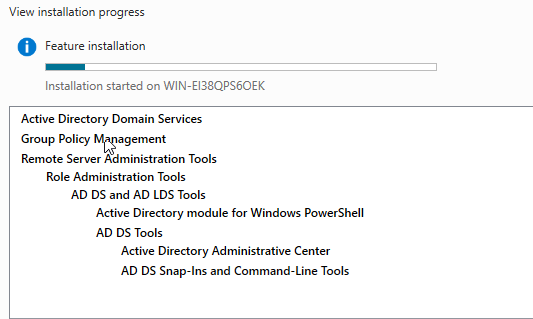 View installation progress
Feature installation
Installation started on WIN-EI38QPS6OEK
Active Directory Domain Services
Group Policy Management
Remote Server Administration Tools
Role Administration Tools
AD DS and AD LDS Tools
Active Directory module for Windows PowerShell
AD DS Tools
Active Directory Administrative Center
AD DS Snap-Ins and Command-Line Tools